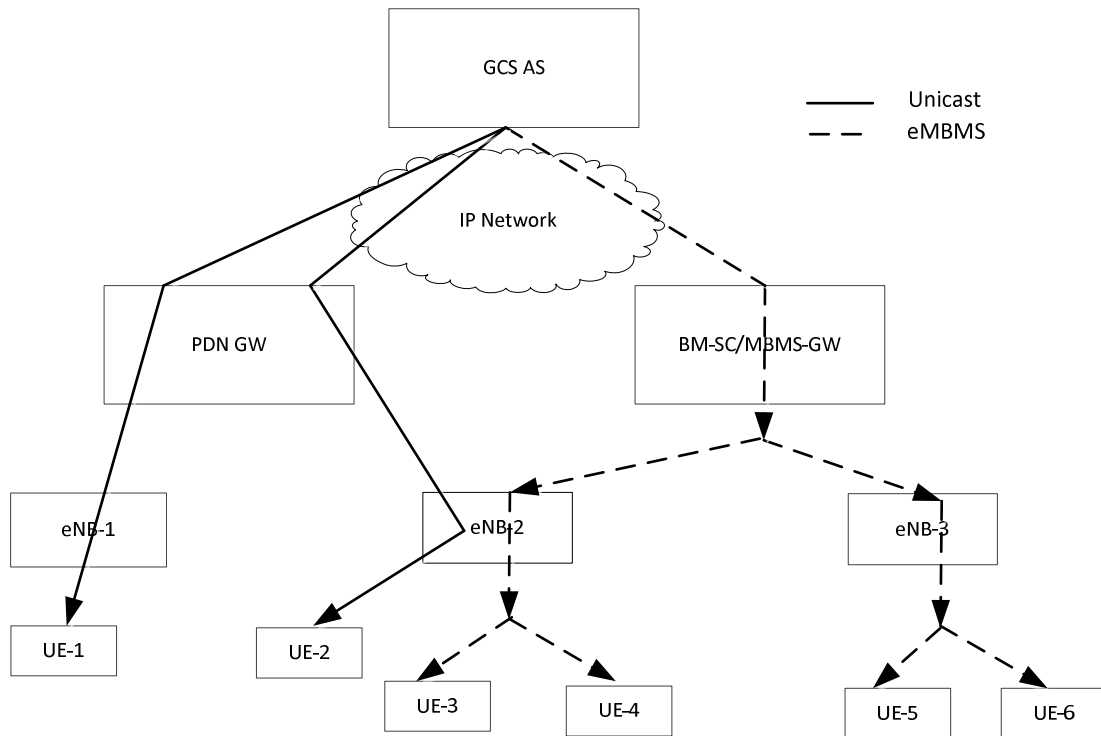 GCS AS
Unicast
eMBMS
IP Network
PDN GW
BM-SC/MBMS-GW
eNB-1
eNB-2
eNB-3
UE-1
UE-2
UE-3
UE-4
UE-5
UE-6